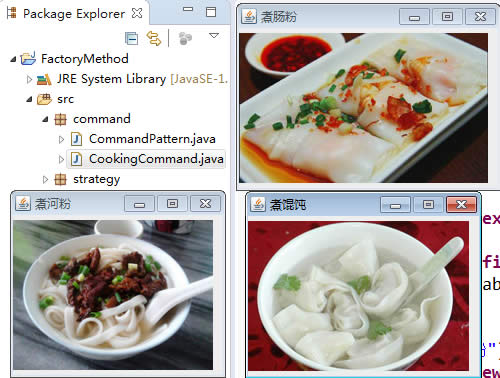 Package Explorer
FactoryMethod
JRE System Library [JavaSE-1.
src
command
CommandPattern.java
CookingCommand.java
strategy
煮肠粉
煮河粉
煮馄饨
ex
fi
ab
")
ew